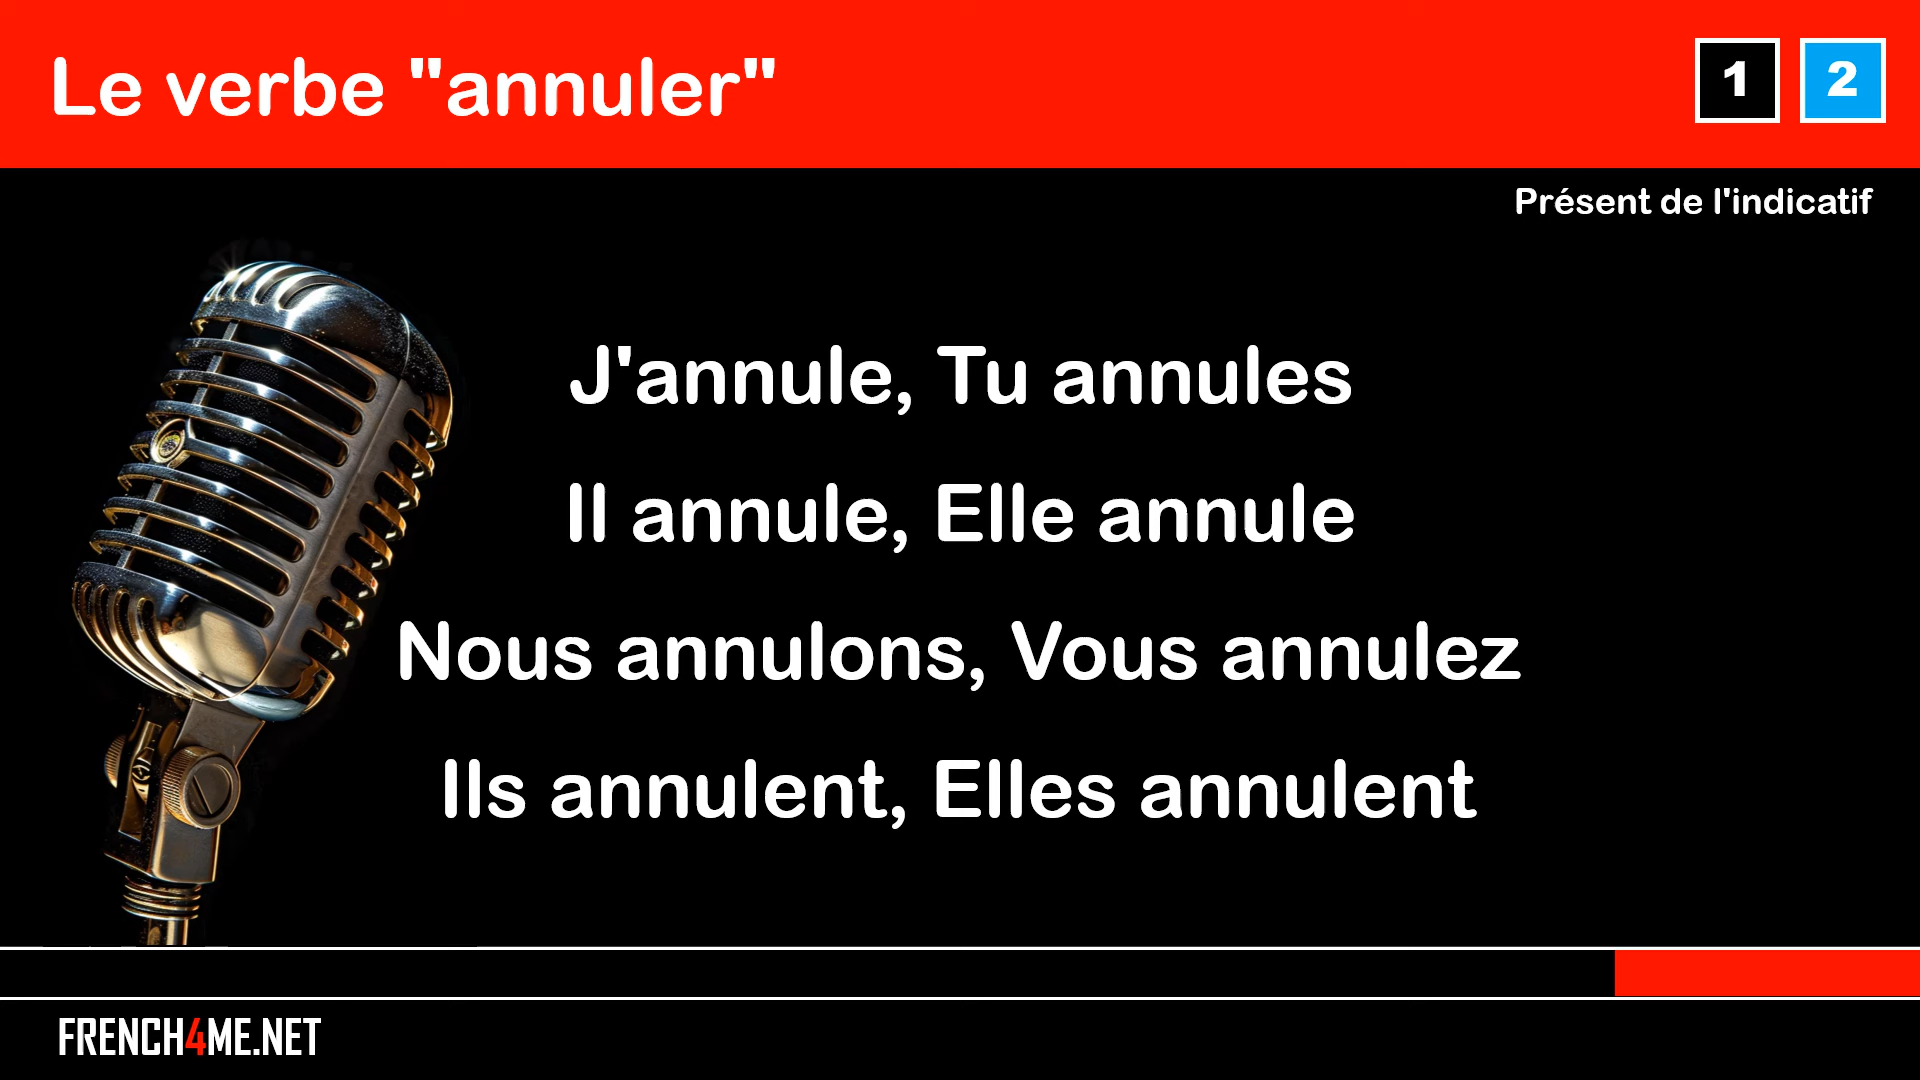 Le verbe "annuler"
1 2
Présent de l'indicatif
J'annule, Tu annules
Il annule, Elle annule
Nous annulons, Vous annulez
Ils annulent, Elles annulent
FRENCH4ME.NET